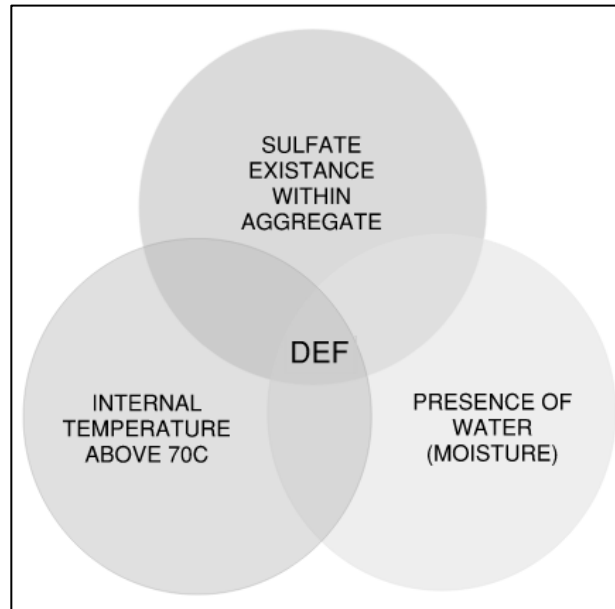 SULFATE
EXISTANCE
WITHIN
AGGREGATE
DEF
INTERNAL
TEMPERATURE
ABOVE 70C
PRESENCE OF
WATER
(MOISTURE)